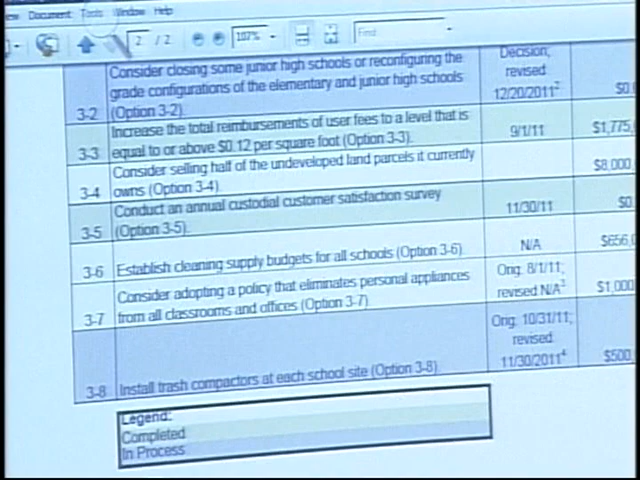 Document Tools Window Help
2 / 2 107% Find
Consider closing some junior high schools or reconfiguring the
grade configurations of the elementary and junior high schools
3-2 (Option 3-2).
Decision;
revised
12/20/2011²
$0
Increase the total reimbursements of user fees to a level that is
3-3 equal to or above $0.12 per square foot (Option 3-3).
9/1/11
$1,775,
Consider selling half of the undeveloped land parcels it currently
3-4 owns (Option 3-4).
$8,000
Conduct an annual custodial customer satisfaction survey
3-5 (Option 3-5).
11/30/11
$0
3-6 Establish cleaning supply budgets for all schools (Option 3-6).
N/A
$656,
Consider adopting a policy that eliminates personal appliances
3-7 from all classrooms and offices (Option 3-7).
Orig. 8/1/11;
revised N/A³
$1,000
3-8 Install trash compactors at each school site (Option 3-8).
Orig. 10/31/11;
revised
11/30/2011⁴
$500
Legend:
Completed
In Process